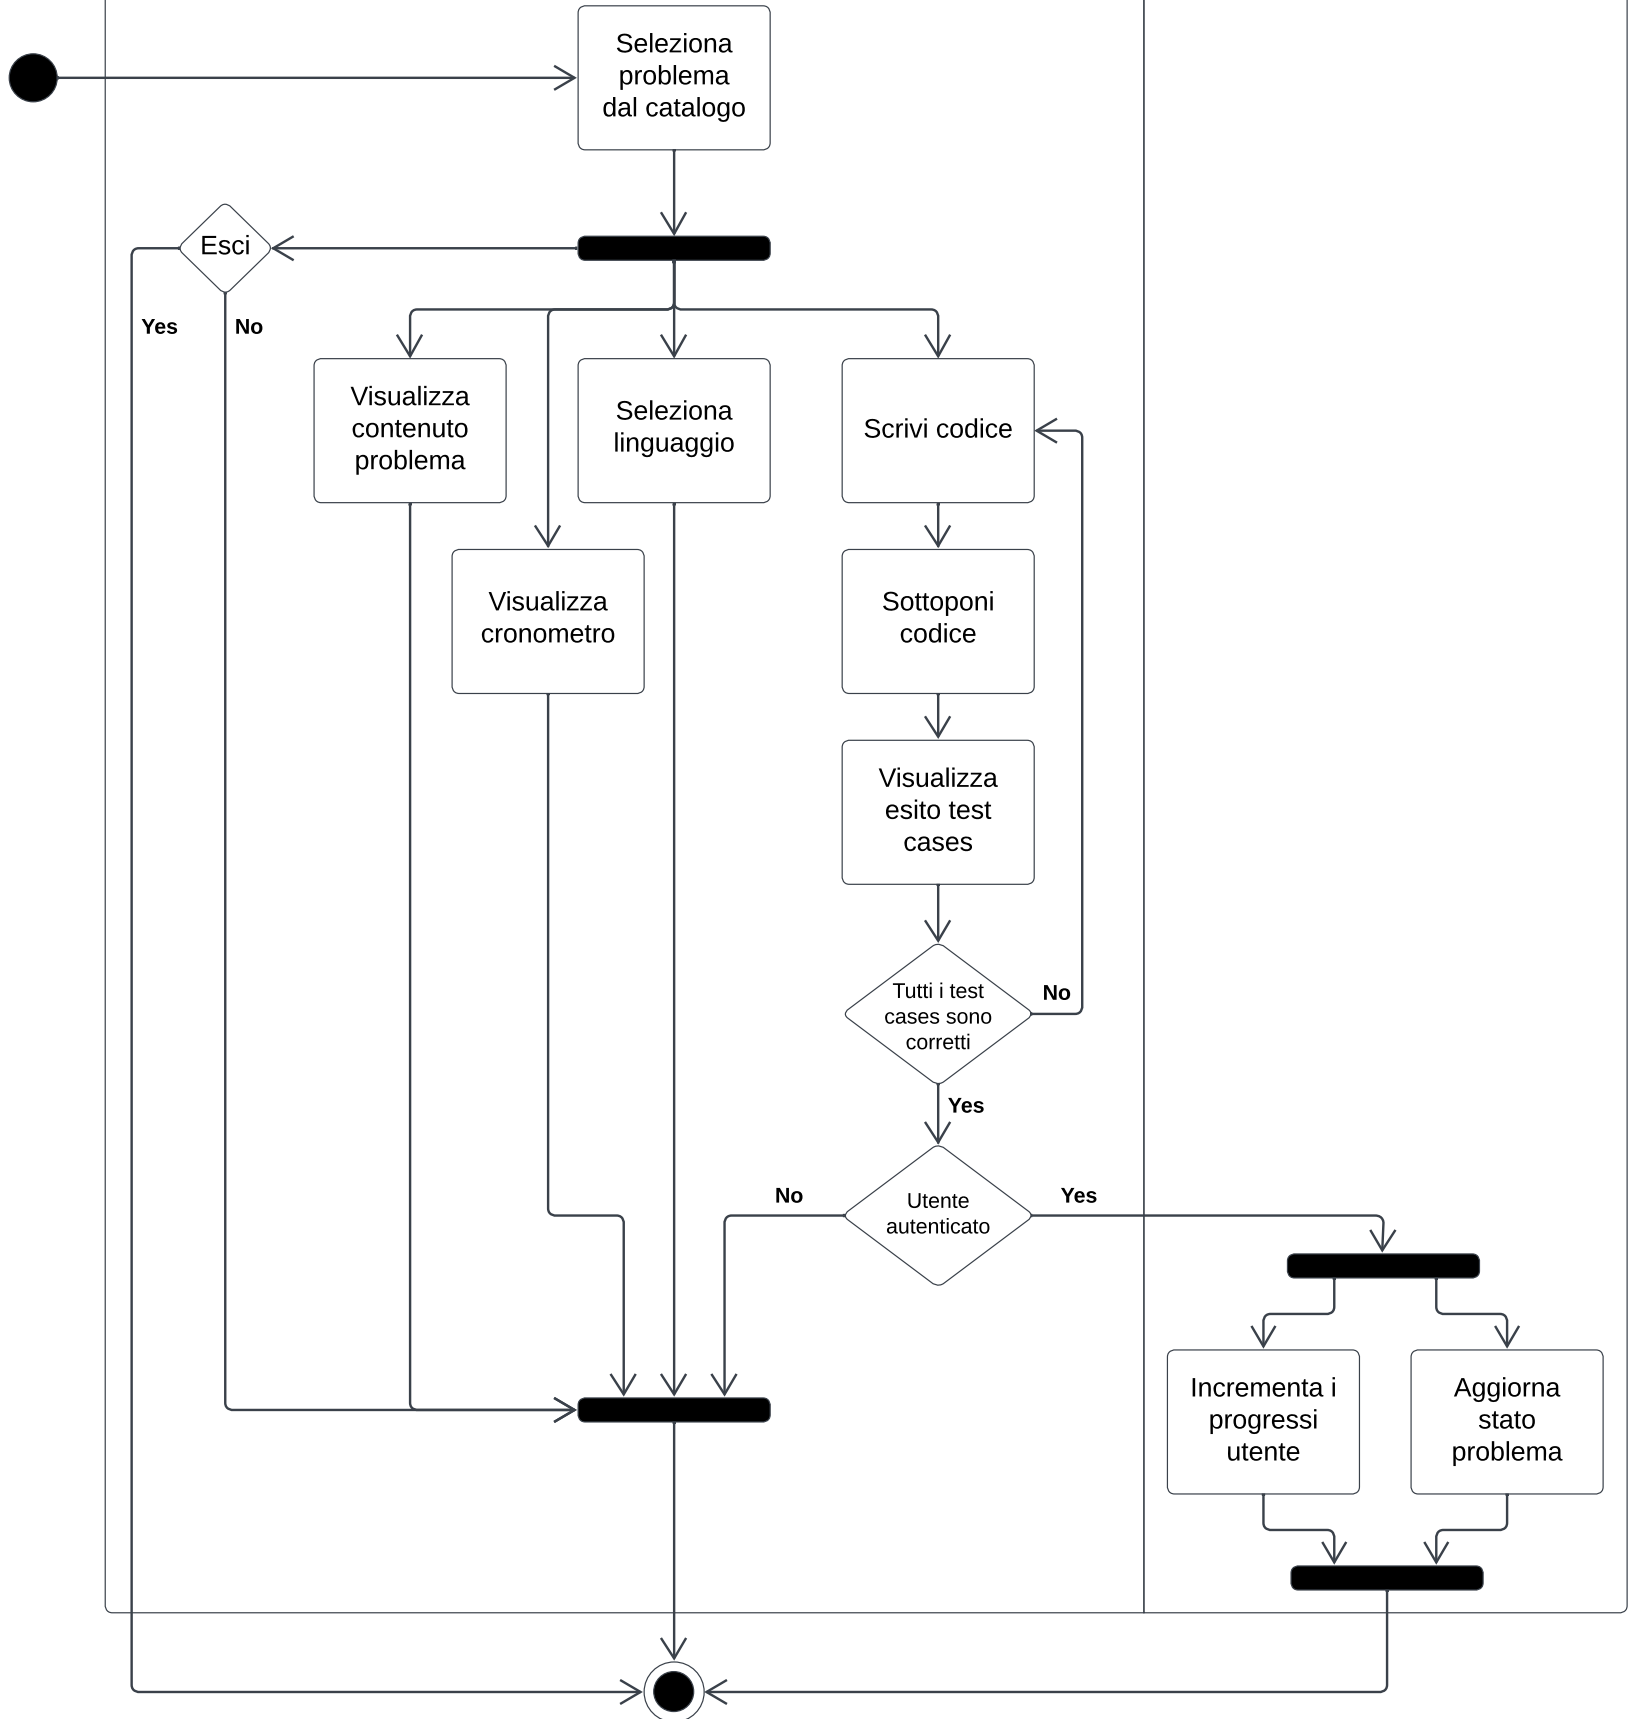 Seleziona
problema
dal catalogo
Esci
Yes
No
Visualizza
contenuto
problema
Seleziona
linguaggio
Scrivi codice
Visualizza
cronometro
Sottoponi
codice
Visualizza
esito test
cases
Tutti i test
cases sono
corretti
No
Yes
Utente
autenticato
No
Yes
Incrementa i
progressi
utente
Aggiorna
stato
problema